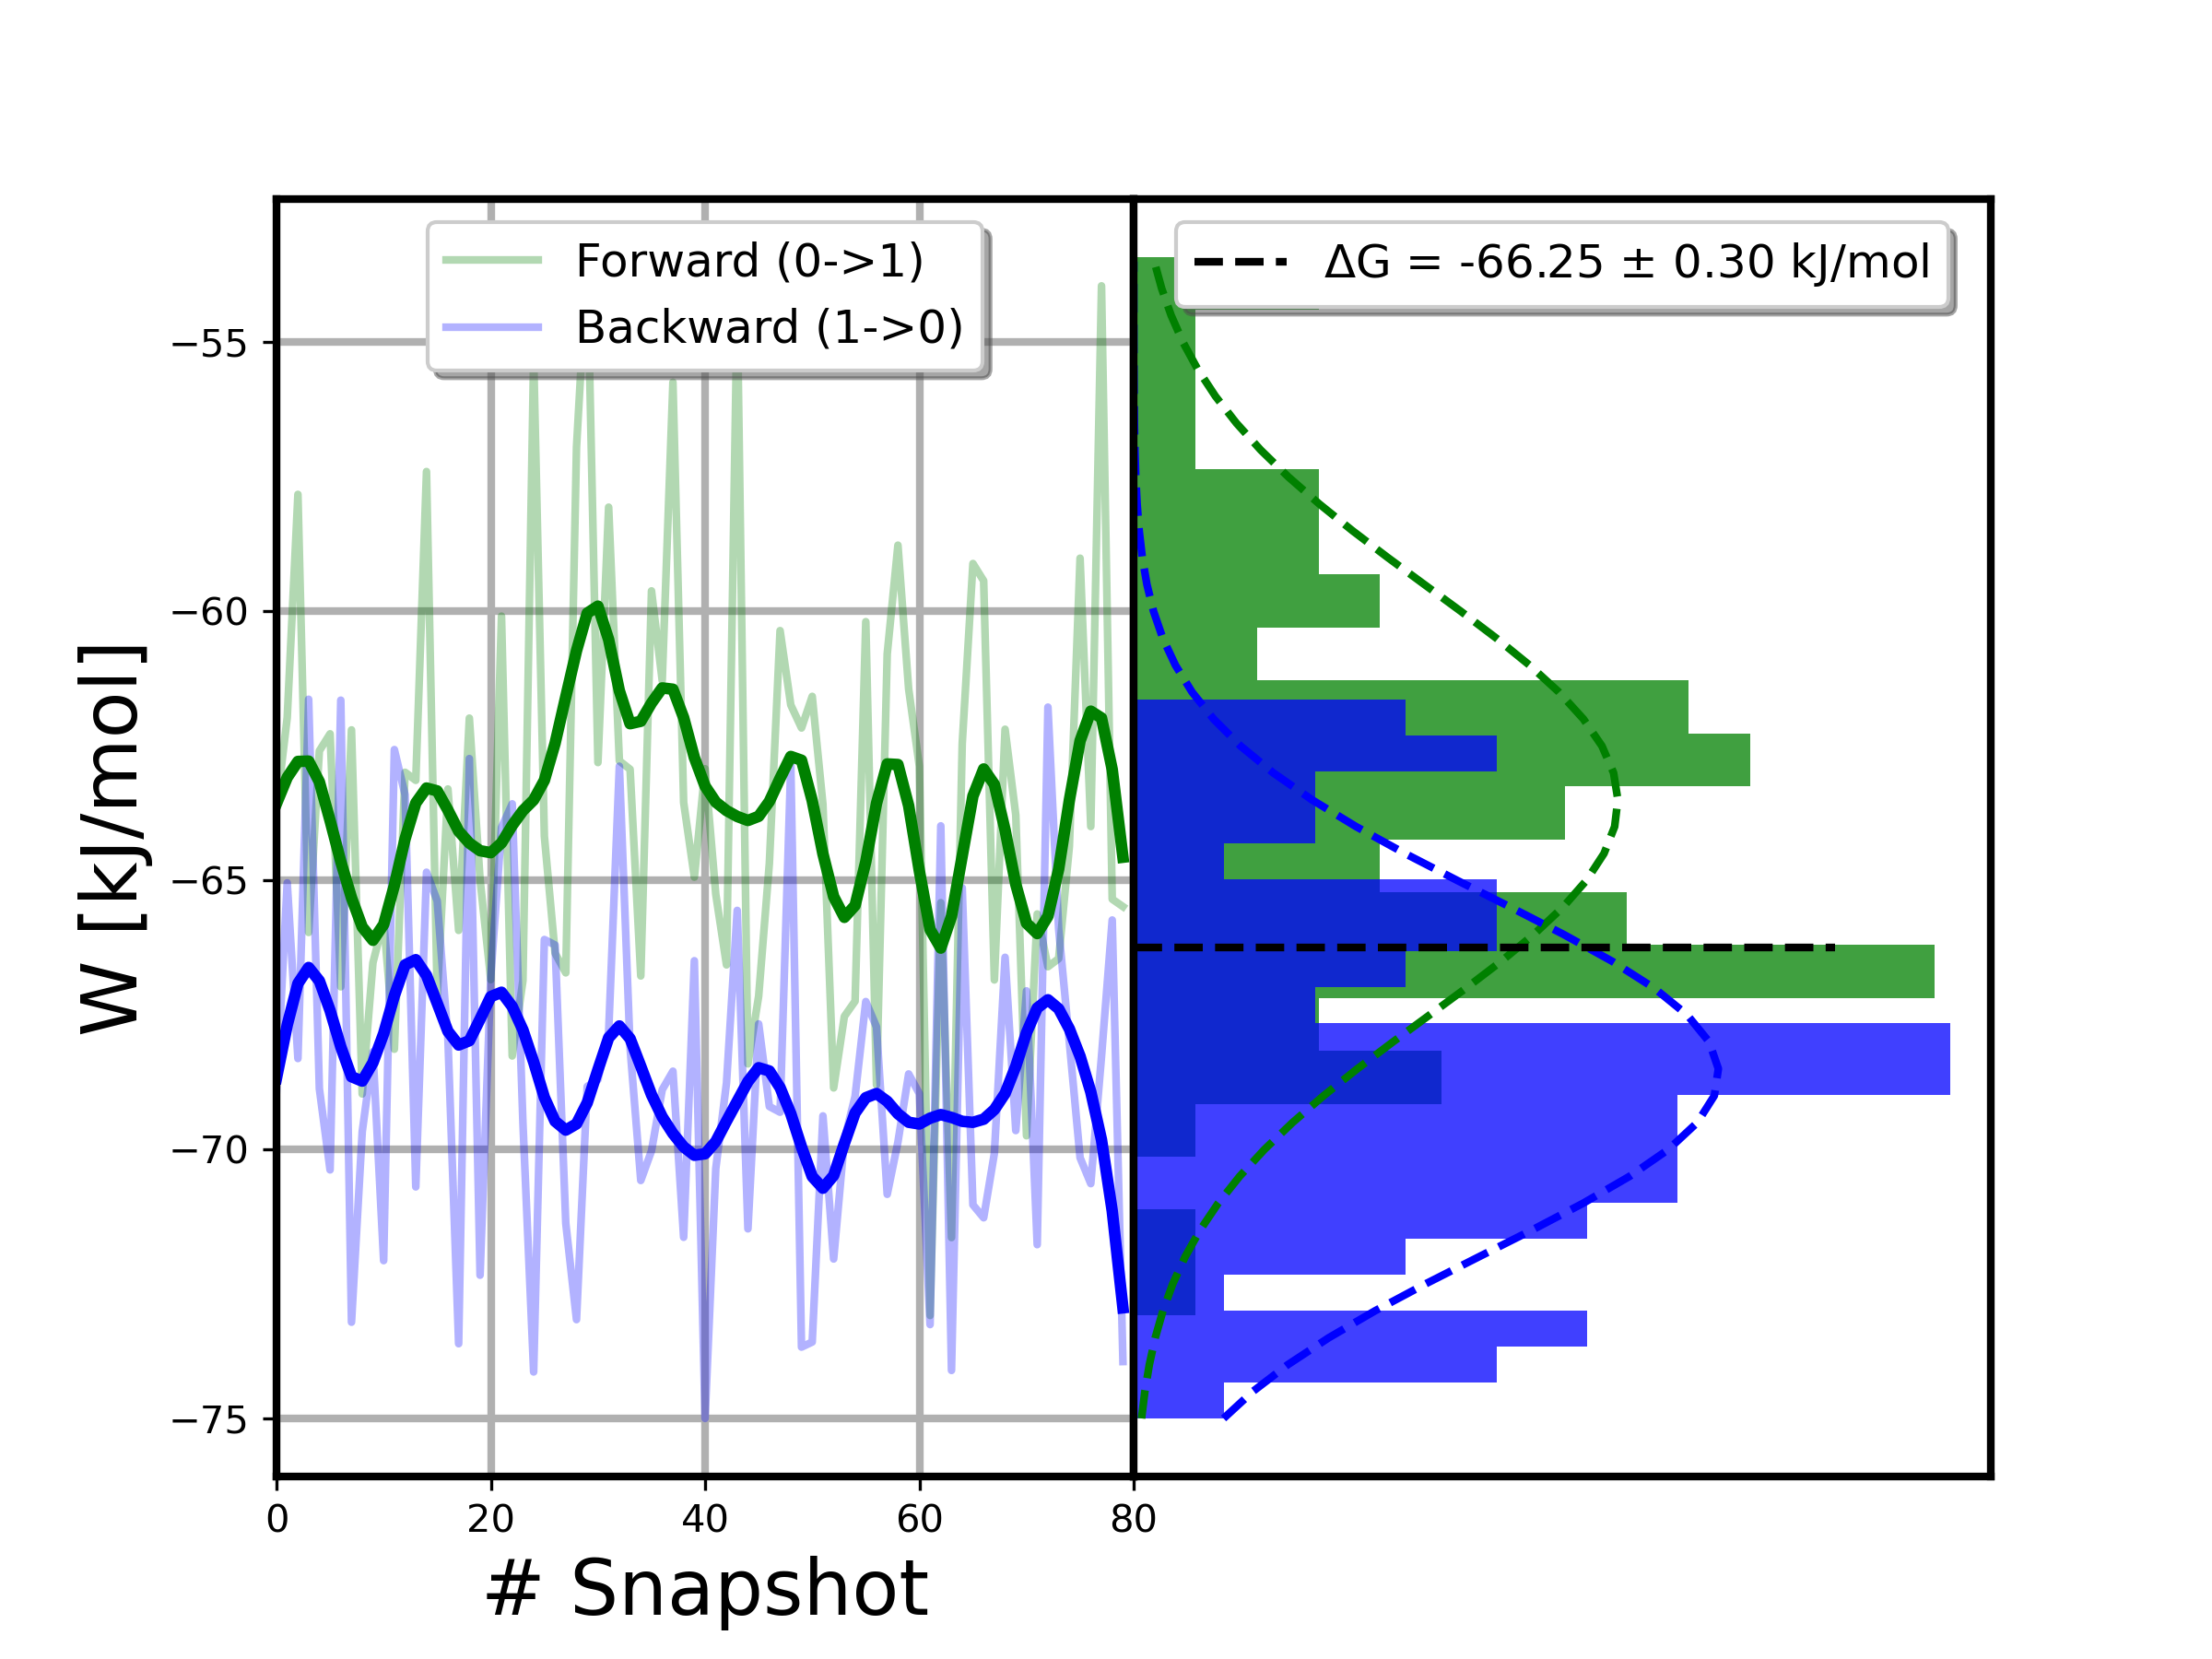 Forward (0->1)
Backward (1->0)
ΔG = -66.25 ± 0.30 kJ/mol
−55
−60
−65
−70
−75
W [kJ/mol]
0 20 40 60 80
# Snapshot